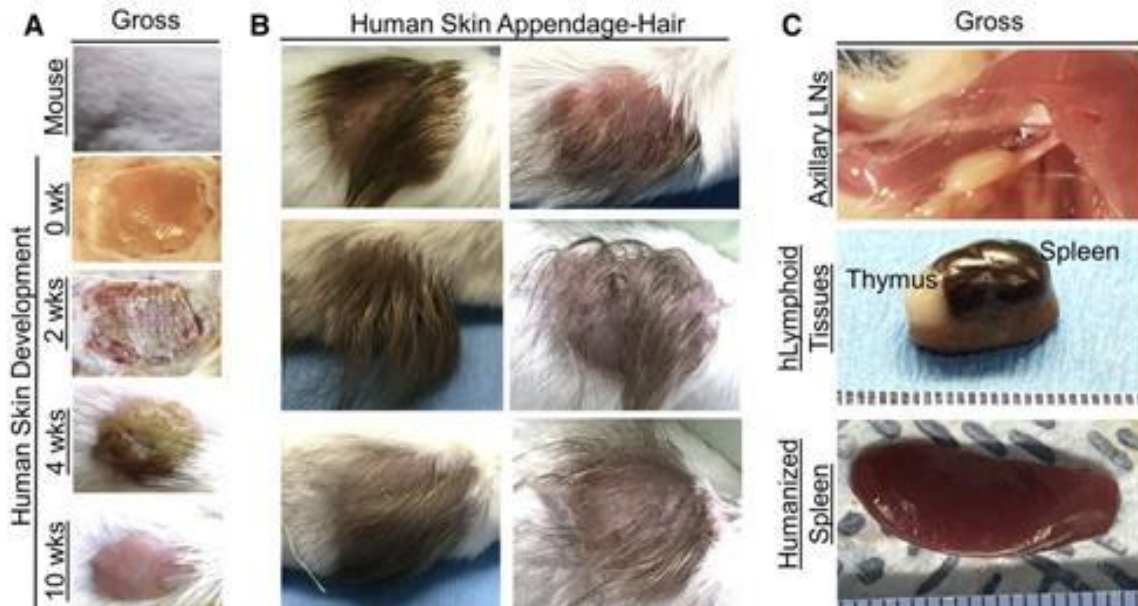 A
Gross
Mouse
Human Skin Development
0 wk
2 wks
4 wks
10 wks
B
Human Skin Appendage-Hair
C
Gross
Axillary LNs
hLymphoid
Tissues
Thymus
Spleen
Humanized
Spleen